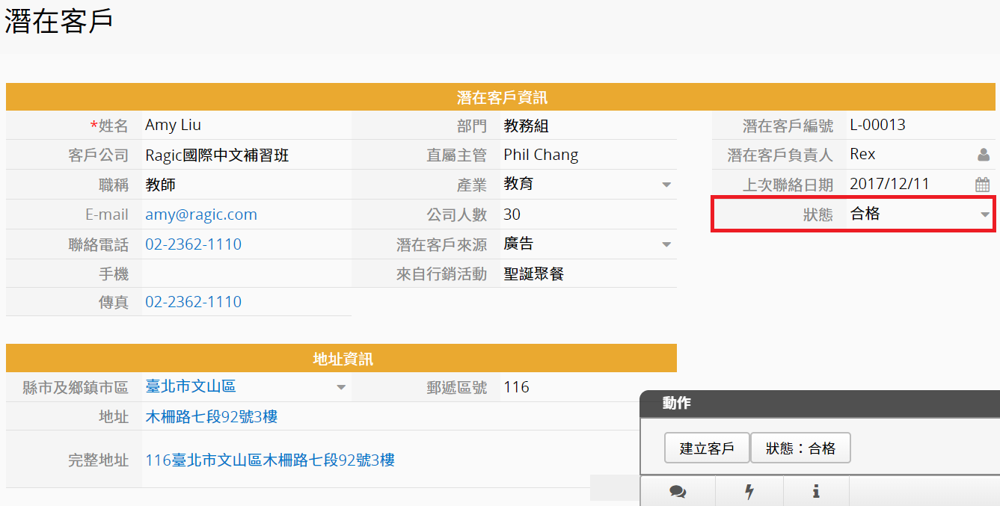 潛在客戶
潛在客戶資訊
*姓名 Amy Liu 部門 教務組 潛在客戶編號 L-00013
客戶公司 Ragic國際中文補習班 直屬主管 Phil Chang 潛在客戶負責人 Rex
職稱 教師 產業 教育 上次聯絡日期 2017/12/11
E-mail amy@ragic.com 公司人數 30 狀態 合格
聯絡電話 02-2362-1110 潛在客戶來源 廣告
手機 來自行銷活動 聖誕聚餐
傳真 02-2362-1110
地址資訊
縣市及鄉鎮市區 臺北市文山區 郵遞區號 116
地址 木柵路七段92號3樓
完整地址 116臺北市文山區木柵路七段92號3樓
動作
建立客戶 狀態：合格